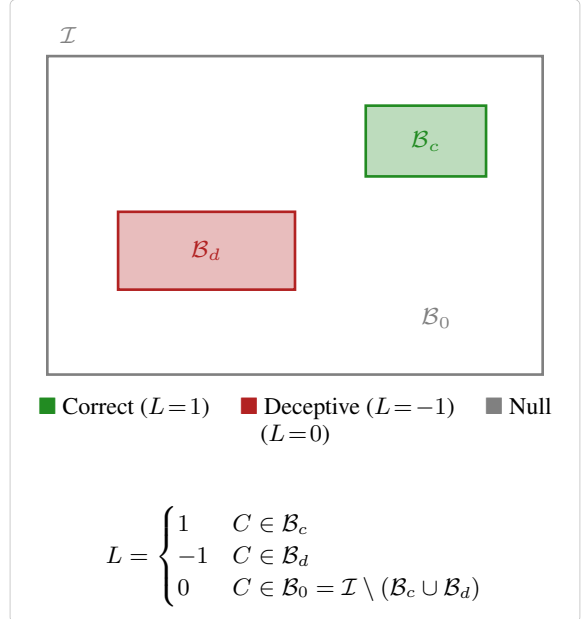 ℐ
ℬ_c
ℬ_d
ℬ_0
Correct (L = 1) Deceptive (L = −1) Null
(L = 0)
L = { 1 C ∈ ℬ_c
−1 C ∈ ℬ_d
0 C ∈ ℬ_0 = ℐ \ (ℬ_c ∪ ℬ_d)